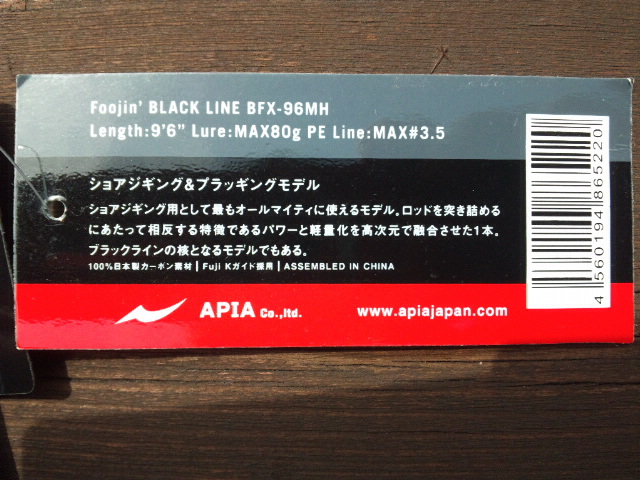 Foojin' BLACK LINE BFX-96MH
Length:9'6" Lure:MAX80g PE Line:MAX#3.5
ショアジギング&プラッギングモデル
ショアジギング用として最もオールマイティに使えるモデル。ロッドを突き詰める
にあたって相反する特徴であるパワーと軽量化を高次元で融合させた1本。
ブラックラインの核となるモデルでもある。
100%日本製カーボン素材 | Fuji Kガイド採用 | ASSEMBLED IN CHINA
APIA Co.,ltd.
www.apiajapan.com
4 560194 865220